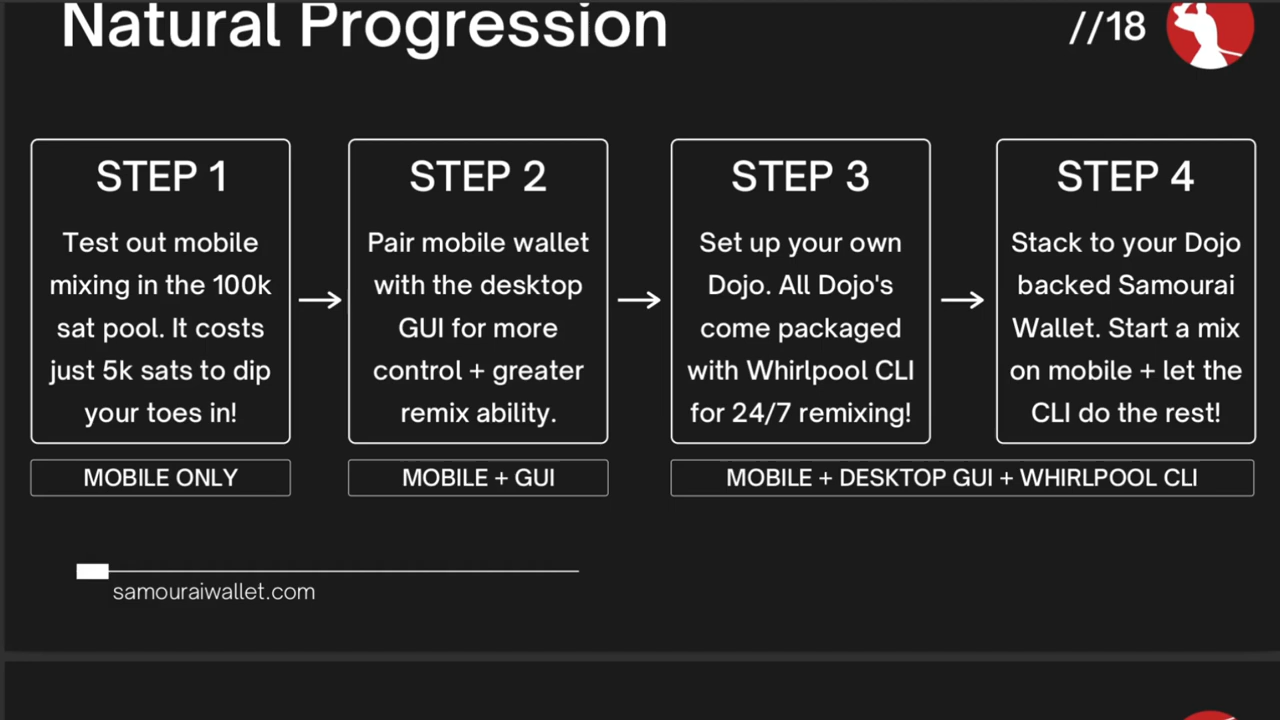 Natural Progression
//18
STEP 1
Test out mobile
mixing in the 100k
sat pool. It costs
just 5k sats to dip
your toes in!
MOBILE ONLY
STEP 2
Pair mobile wallet
with the desktop
GUI for more
control + greater
remix ability.
MOBILE + GUI
STEP 3
Set up your own
Dojo. All Dojo's
come packaged
with Whirlpool CLI
for 24/7 remixing!
STEP 4
Stack to your Dojo
backed Samourai
Wallet. Start a mix
on mobile + let the
CLI do the rest!
MOBILE + DESKTOP GUI + WHIRLPOOL CLI
samouraiwallet.com